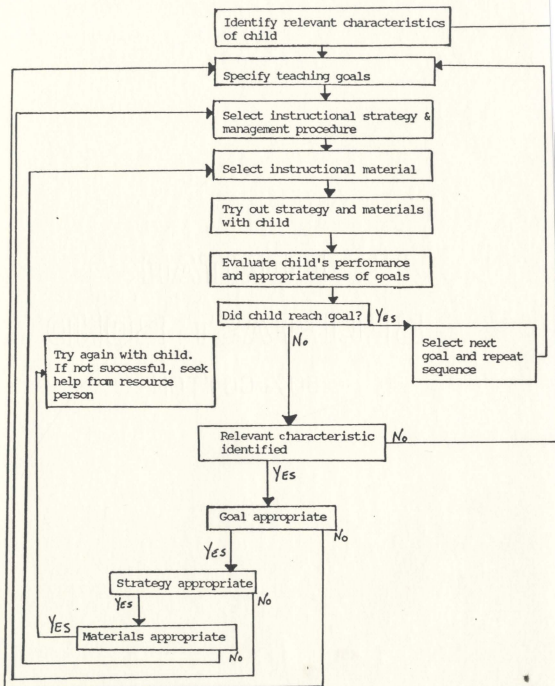 Identify relevant characteristics
of child
Specify teaching goals
Select instructional strategy &
management procedure
Select instructional material
Try out strategy and materials
with child
Evaluate child's performance
and appropriateness of goals
Did child reach goal?
YES
NO
Select next
goal and repeat
sequence
Try again with child.
If not successful, seek
help from resource
person
Relevant characteristic
identified
No
YES
Goal appropriate
No
YES
Strategy appropriate
No
YES
Materials appropriate
YES
No